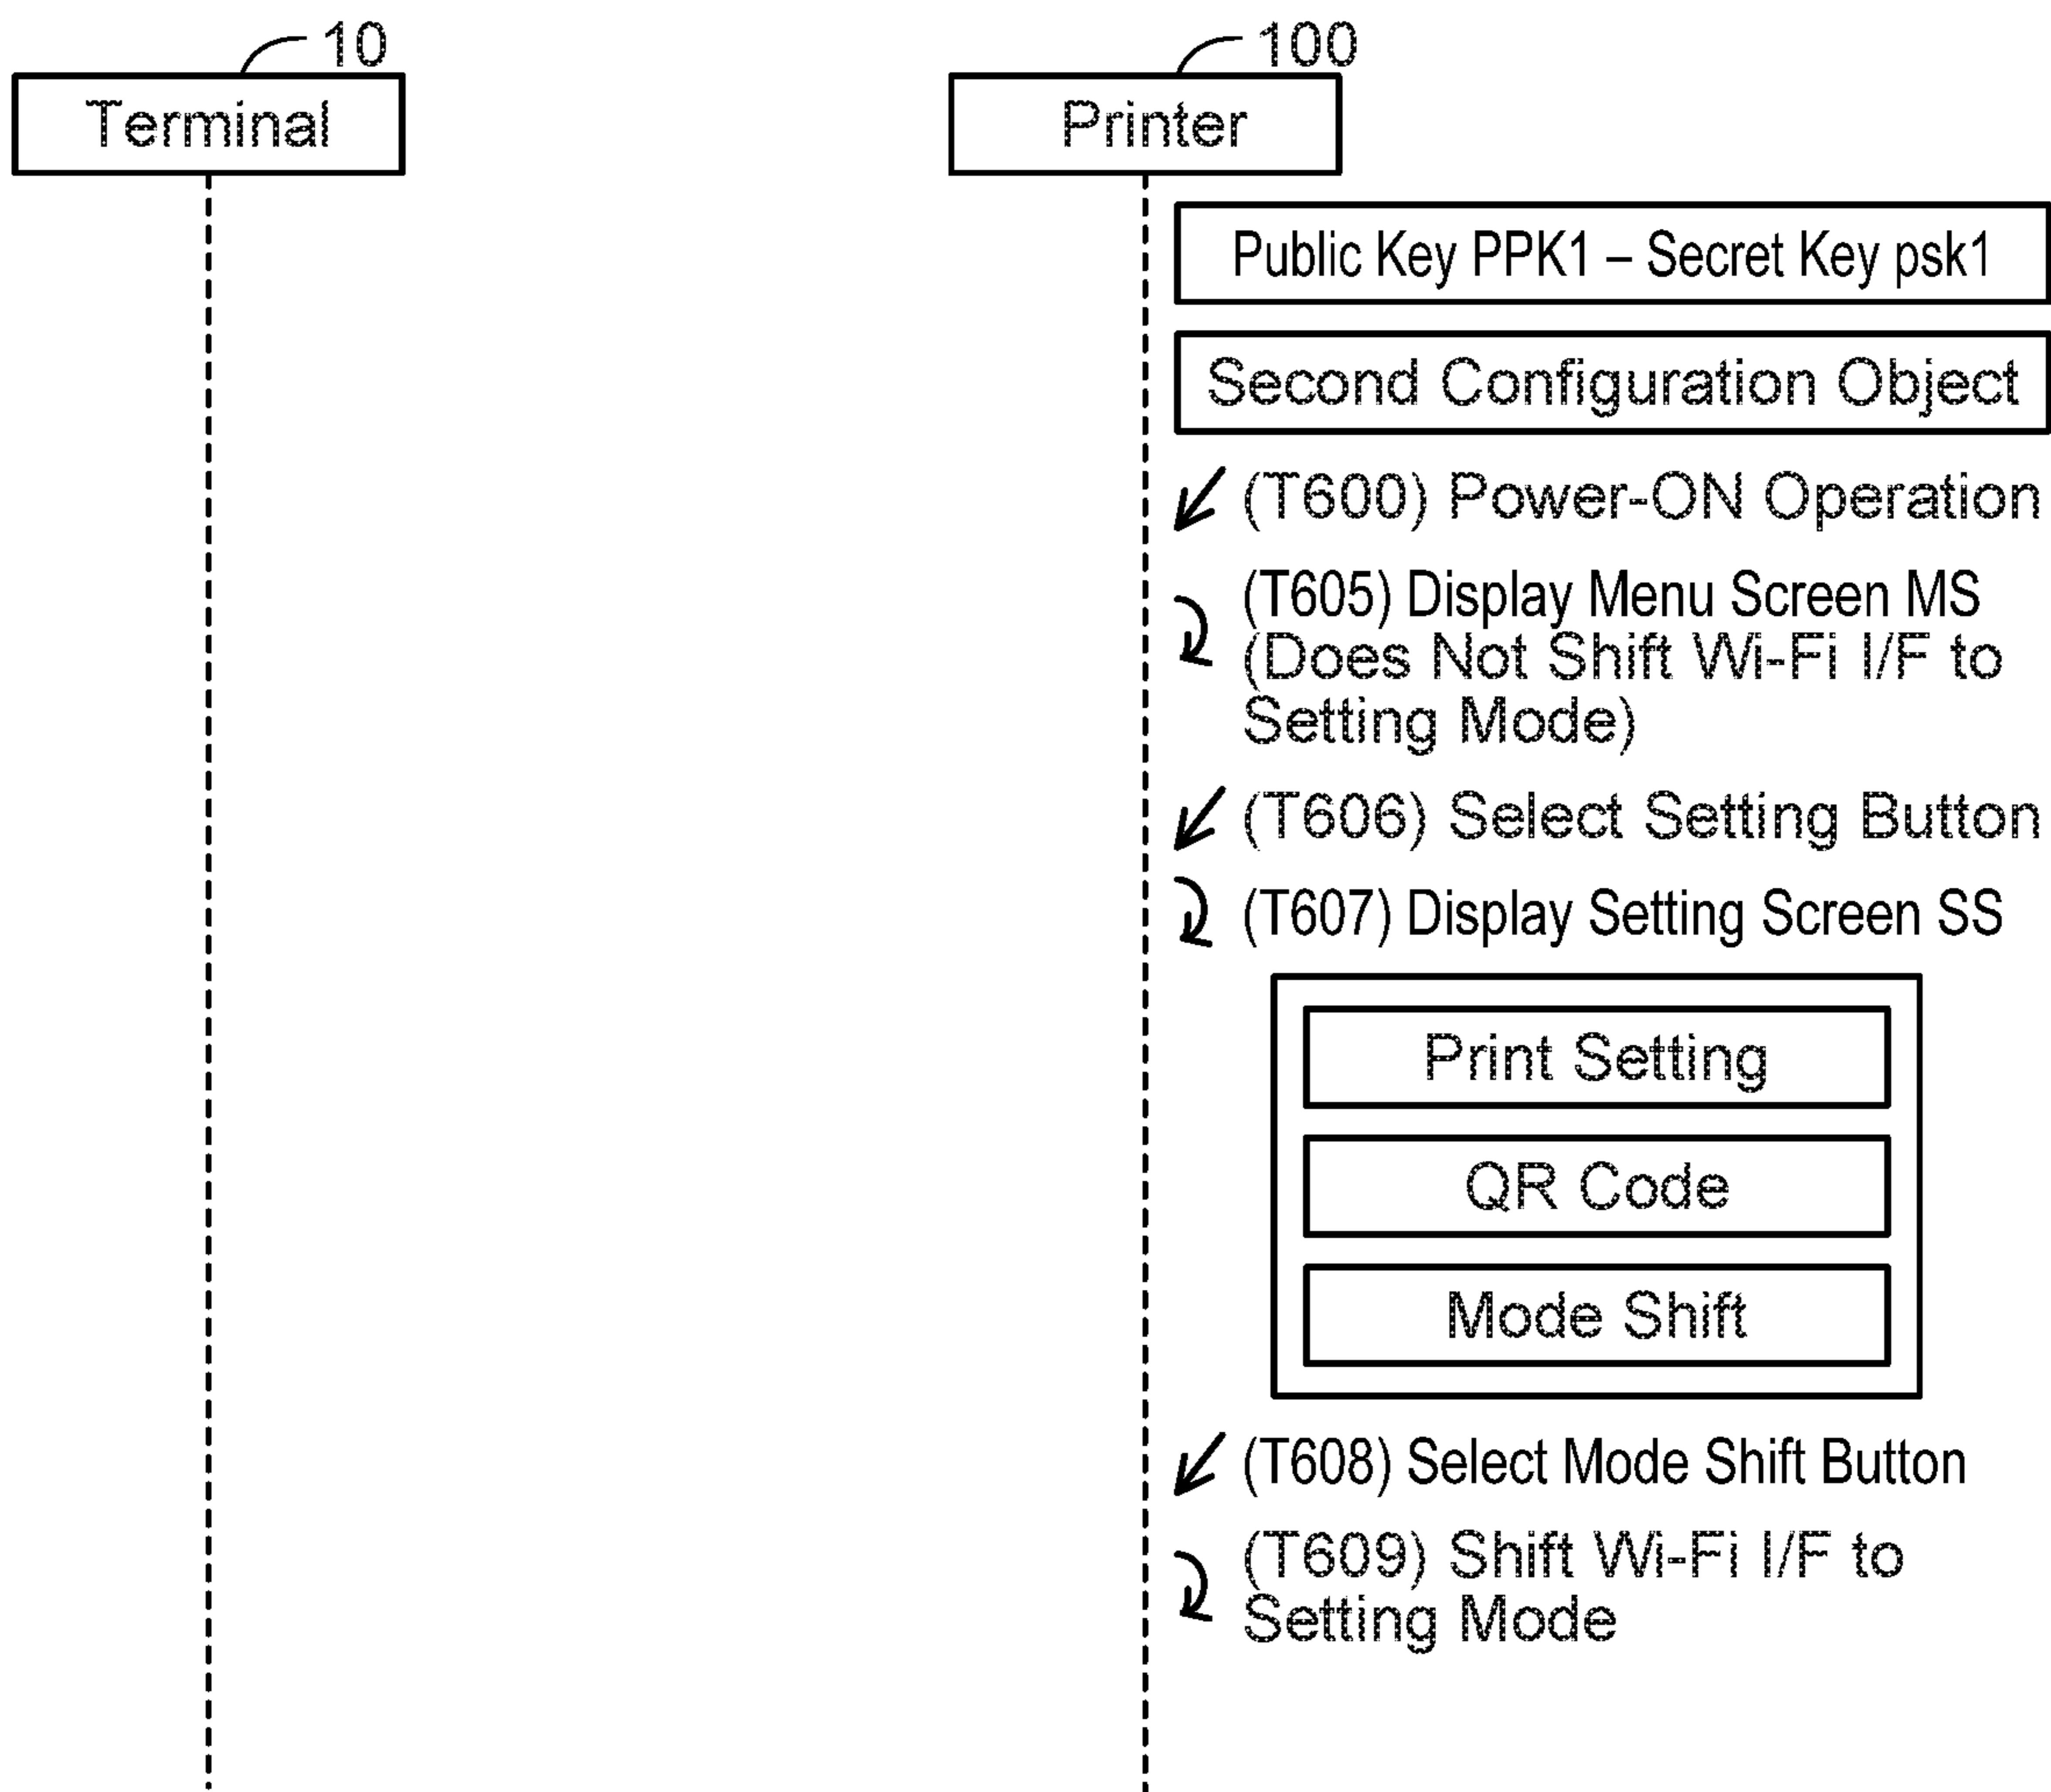 10
100
Terminal
Printer
Public Key PPK1 – Secret Key psk1
Second Configuration Object
(T600) Power-ON Operation
(T605) Display Menu Screen MS
(Does Not Shift Wi-Fi I/F to
Setting Mode)
(T606) Select Setting Button
(T607) Display Setting Screen SS
Print Setting
QR Code
Mode Shift
(T608) Select Mode Shift Button
(T609) Shift Wi-Fi I/F to
Setting Mode